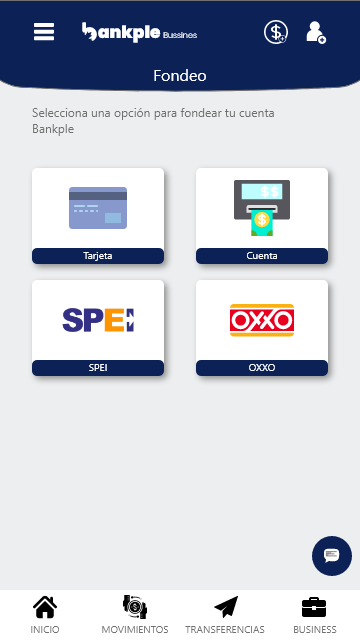 bankple Bussines
Fondeo
Selecciona una opción para fondear tu cuenta
Bankple
$$
$
Tarjeta
Cuenta
SPEI
OXXO
SPEI
OXXO
INICIO
MOVIMIENTOS
TRANSFERENCIAS
BUSINESS